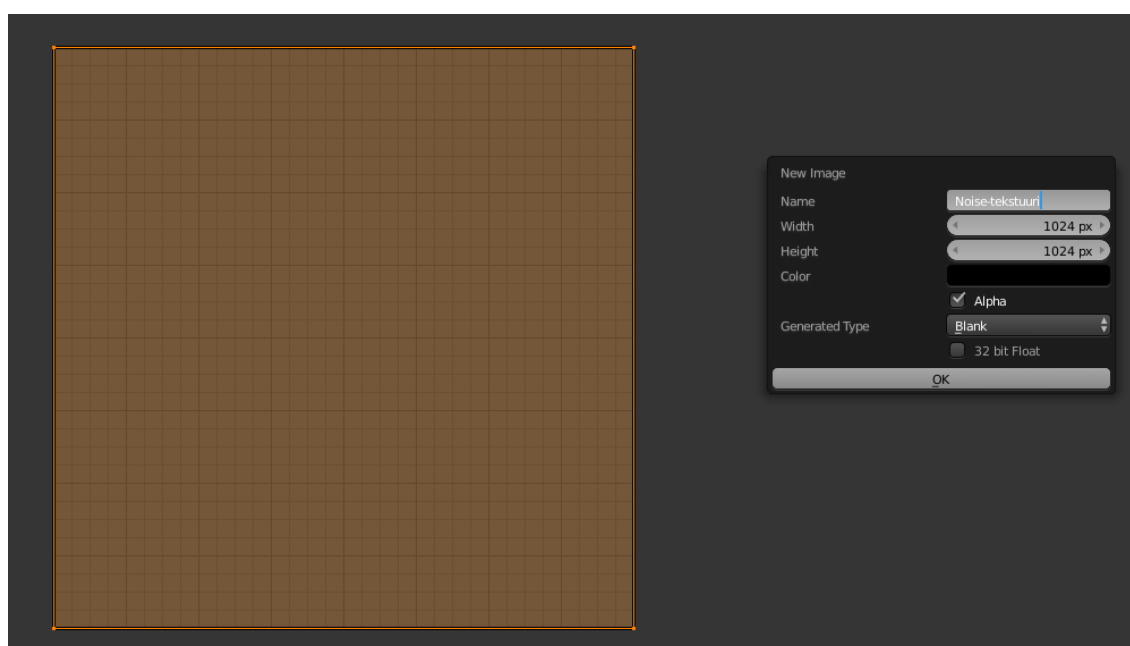 New Image
Name Noise-tekstuuri
Width 1024 px
Height 1024 px
Color
Alpha
Generated Type Blank
32 bit Float
OK